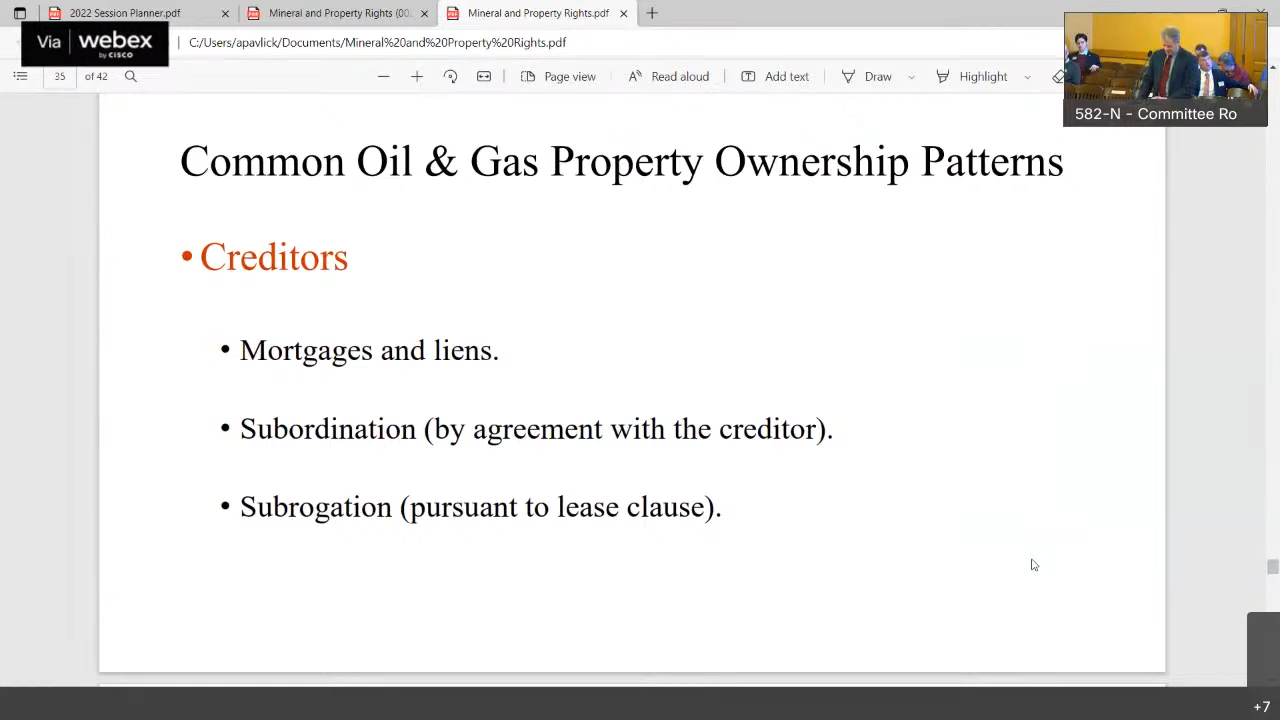 2022 Session Planner.pdf
Mineral and Property Rights (00.
Mineral and Property Rights.pdf
Via webex
by CISCO
C:/Users/apavlick/Documents/Mineral%20and%20Property%20Rights.pdf
35 of 42
Page view
Read aloud
Add text
Draw
Highlight
582-N - Committee Ro
Common Oil & Gas Property Ownership Patterns
• Creditors
• Mortgages and liens.
• Subordination (by agreement with the creditor).
• Subrogation (pursuant to lease clause).
+7